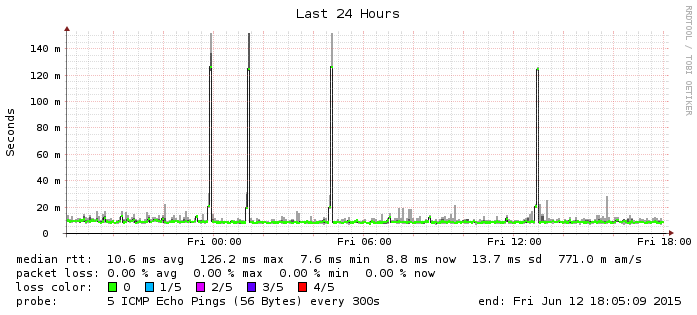 Last 24 Hours
RRDTOOL / TOBI OETIKER
Seconds
140 m
120 m
100 m
80 m
60 m
40 m
20 m
0
Fri 00:00 Fri 06:00 Fri 12:00 Fri 18:00
median rtt: 10.6 ms avg 126.2 ms max 7.6 ms min 8.8 ms now 13.7 ms sd 771.0 m am/s
packet loss: 0.00 % avg 0.00 % max 0.00 % min 0.00 % now
loss color: 0 1/5 2/5 3/5 4/5
probe: 5 ICMP Echo Pings (56 Bytes) every 300s end: Fri Jun 12 18:05:09 2015